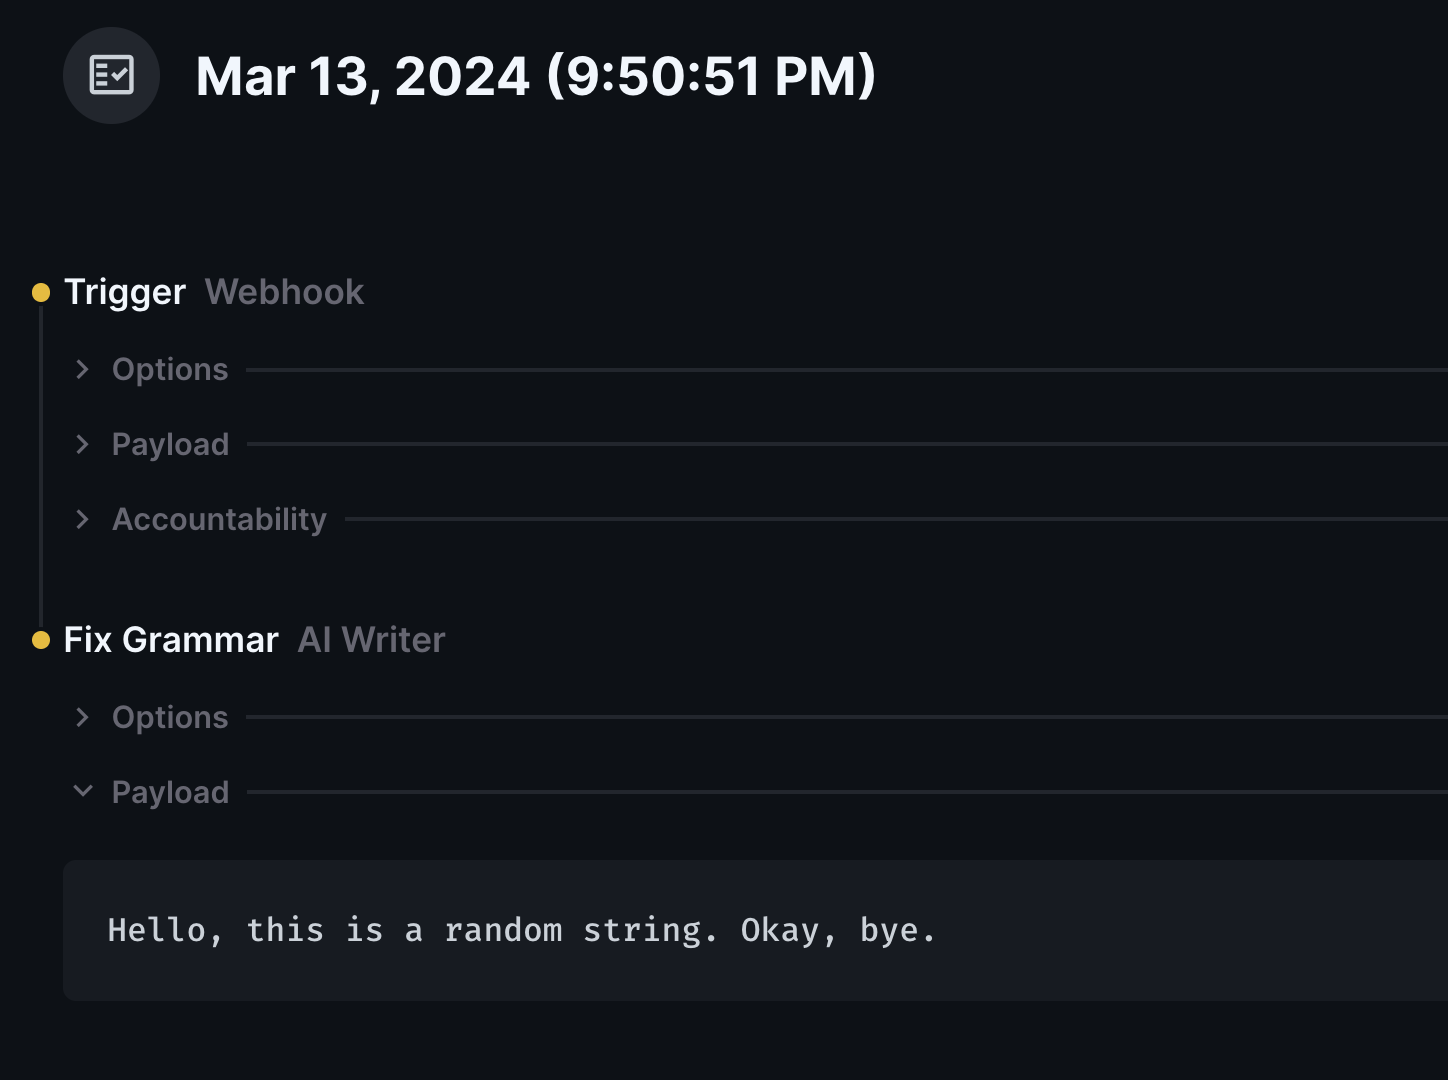 Mar 13, 2024 (9:50:51 PM)
Trigger Webhook
Options
Payload
Accountability
Fix Grammar AI Writer
Options
Payload
Hello, this is a random string. Okay, bye.